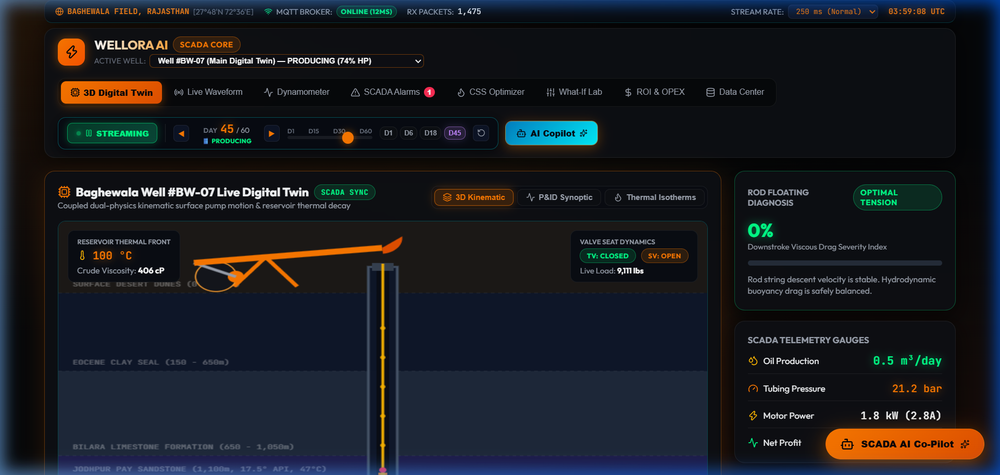 BAGHEWALA FIELD, RAJASTHAN [27°48'N 72°36'E] MQTT BROKER: ONLINE (12MS) RX PACKETS: 1,475 STREAM RATE: 250 ms (Normal) 03:59:08 UTC
WELLORA AI SCADA CORE
ACTIVE WELL: Well #BW-07 (Main Digital Twin) — PRODUCING (74% HP)
3D Digital Twin Live Waveform Dynamometer SCADA Alarms 1 CSS Optimizer What-If Lab ROI & OPEX Data Center
STREAMING DAY 45 / 60 D1 D15 D30 D60 D1 D6 D18 D45 AI Copilot
PRODUCING
Baghewala Well #BW-07 Live Digital Twin SCADA SYNC
Coupled dual-physics kinematic surface pump motion & reservoir thermal decay
3D Kinematic P&ID Synoptic Thermal Isotherms
RESERVOIR THERMAL FRONT
100 °C
Crude Viscosity: 406 cP
VALVE SEAT DYNAMICS
TV: CLOSED SV: OPEN
Live Load: 9,111 lbs
SURFACE DESERT DUNES (0
EOCENE CLAY SEAL (150 - 650m)
BILARA LIMESTONE FORMATION (650 - 1,050m)
JODHPUR PAY SANDSTONE (1,100m, 17.5° API, 47°C)
ROD FLOATING
DIAGNOSIS
OPTIMAL
TENSION
0%
Downstroke Viscous Drag Severity Index
Rod string descent velocity is stable. Hydrodynamic
buoyancy drag is safely balanced.
SCADA TELEMETRY GAUGES
Oil Production 0.5 m³/day
Tubing Pressure 21.2 bar
Motor Power 1.8 kW (2.8A)
Net Profit
SCADA AI Co-Pilot